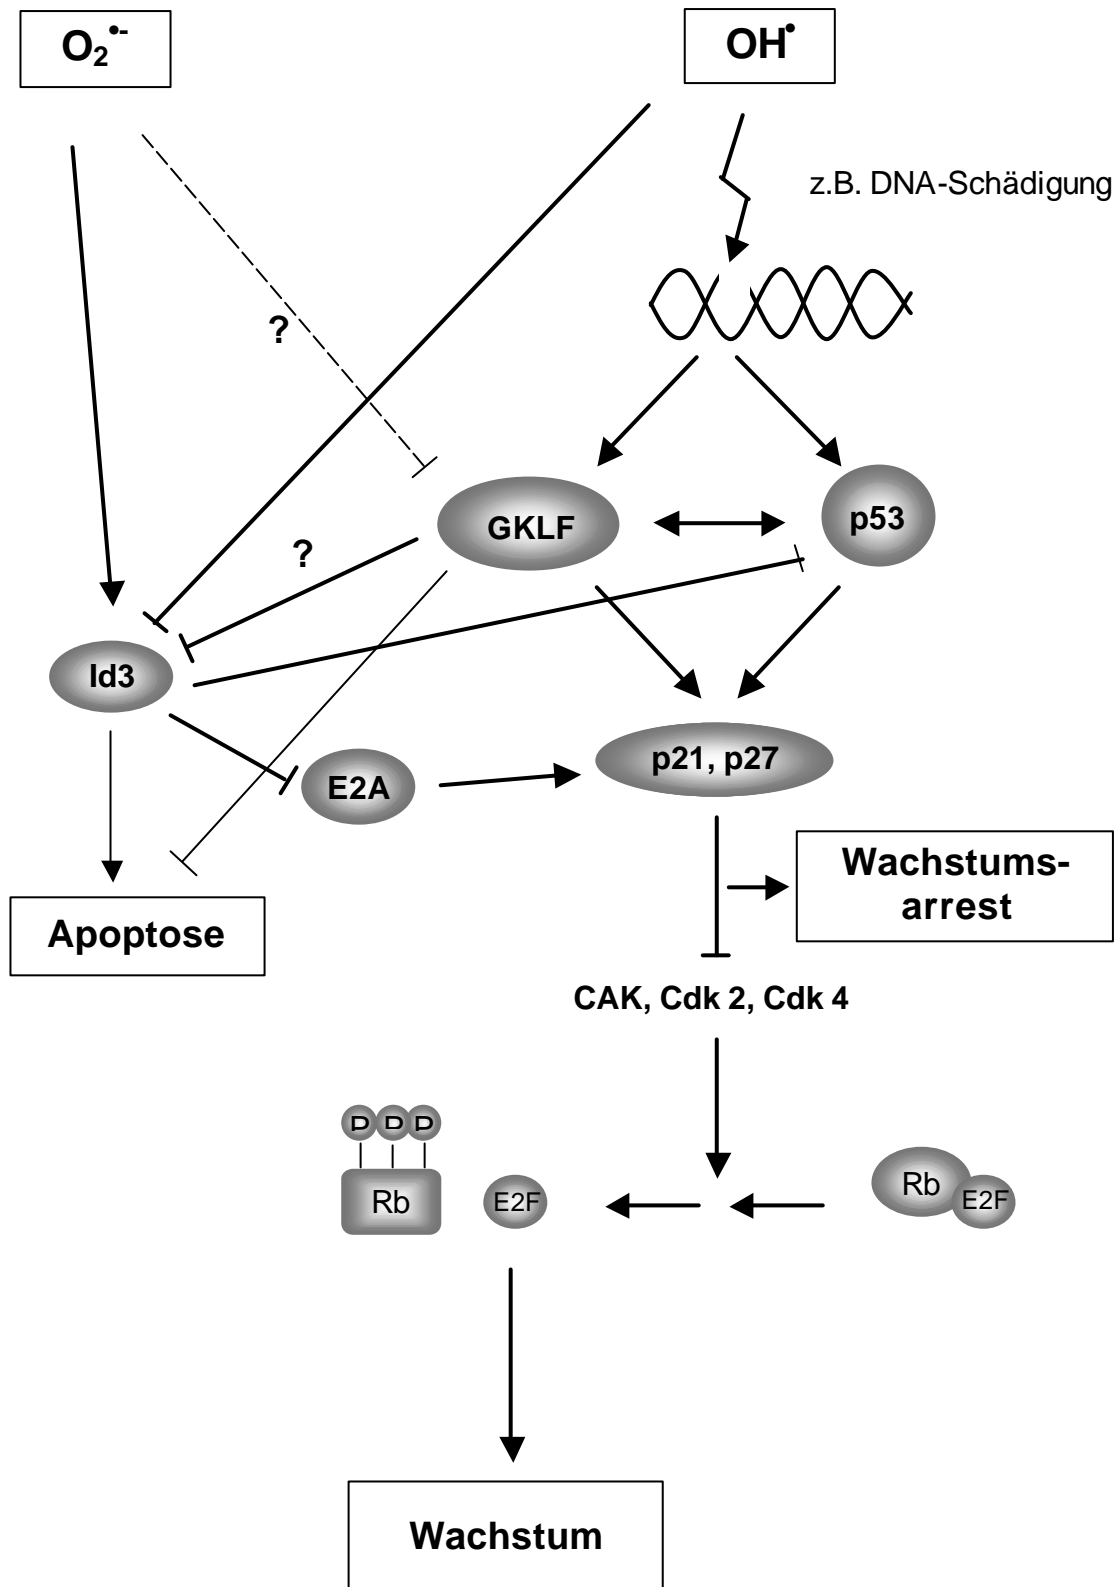 O₂•-
OH•
z.B. DNA-Schädigung
?
GKLF
p53
?
Id3
p21, p27
E2A
Wachstums-
arrest
Apoptose
CAK, Cdk 2, Cdk 4
P P P
Rb
E2F
Rb
E2F
Wachstum